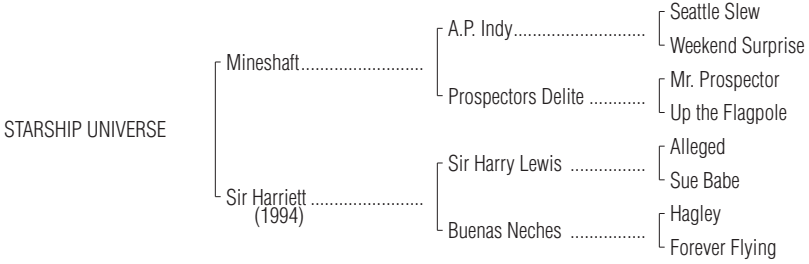 Seattle Slew
A.P. Indy..............................
Weekend Surprise
Mineshaft............................
Mr. Prospector
Prospectors Delite .............
Up the Flagpole
STARSHIP UNIVERSE
Alleged
Sir Harry Lewis .................
Sue Babe
Sir Harriett ..........................
(1994)
Hagley
Buenas Neches .................
Forever Flying